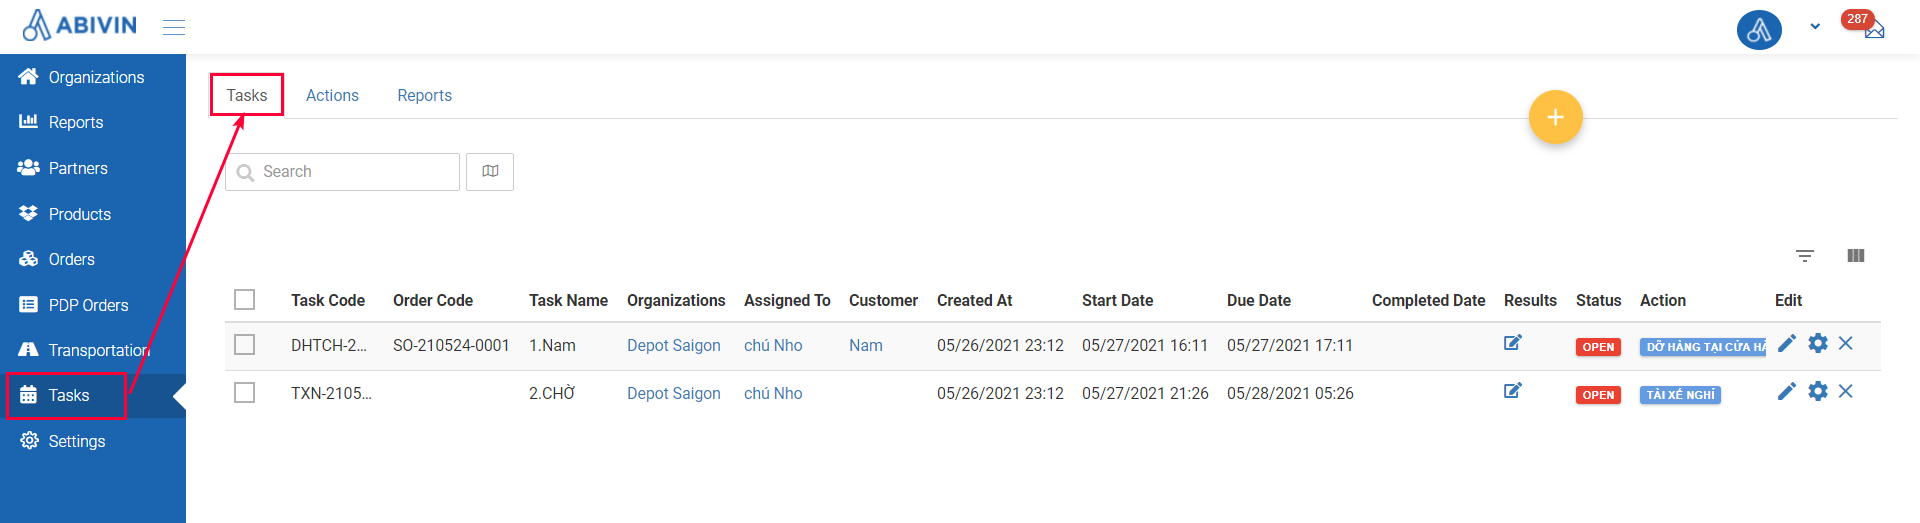 ABIVIN
287
Organizations
Reports
Partners
Products
Orders
PDP Orders
Transportation
Tasks
Settings
Tasks Actions Reports
Search
Task Code Order Code Task Name Organizations Assigned To Customer Created At Start Date Due Date Completed Date Results Status Action Edit
DHTCH-2... SO-210524-0001 1.Nam Depot Saigon chú Nho Nam 05/26/2021 23:12 05/27/2021 16:11 05/27/2021 17:11 OPEN DỠ HÀNG TẠI CỬA HÀ
TXN-2105... 2.CHỜ Depot Saigon chú Nho 05/26/2021 23:12 05/27/2021 21:26 05/28/2021 05:26 OPEN TÀI XẾ NGHỈ